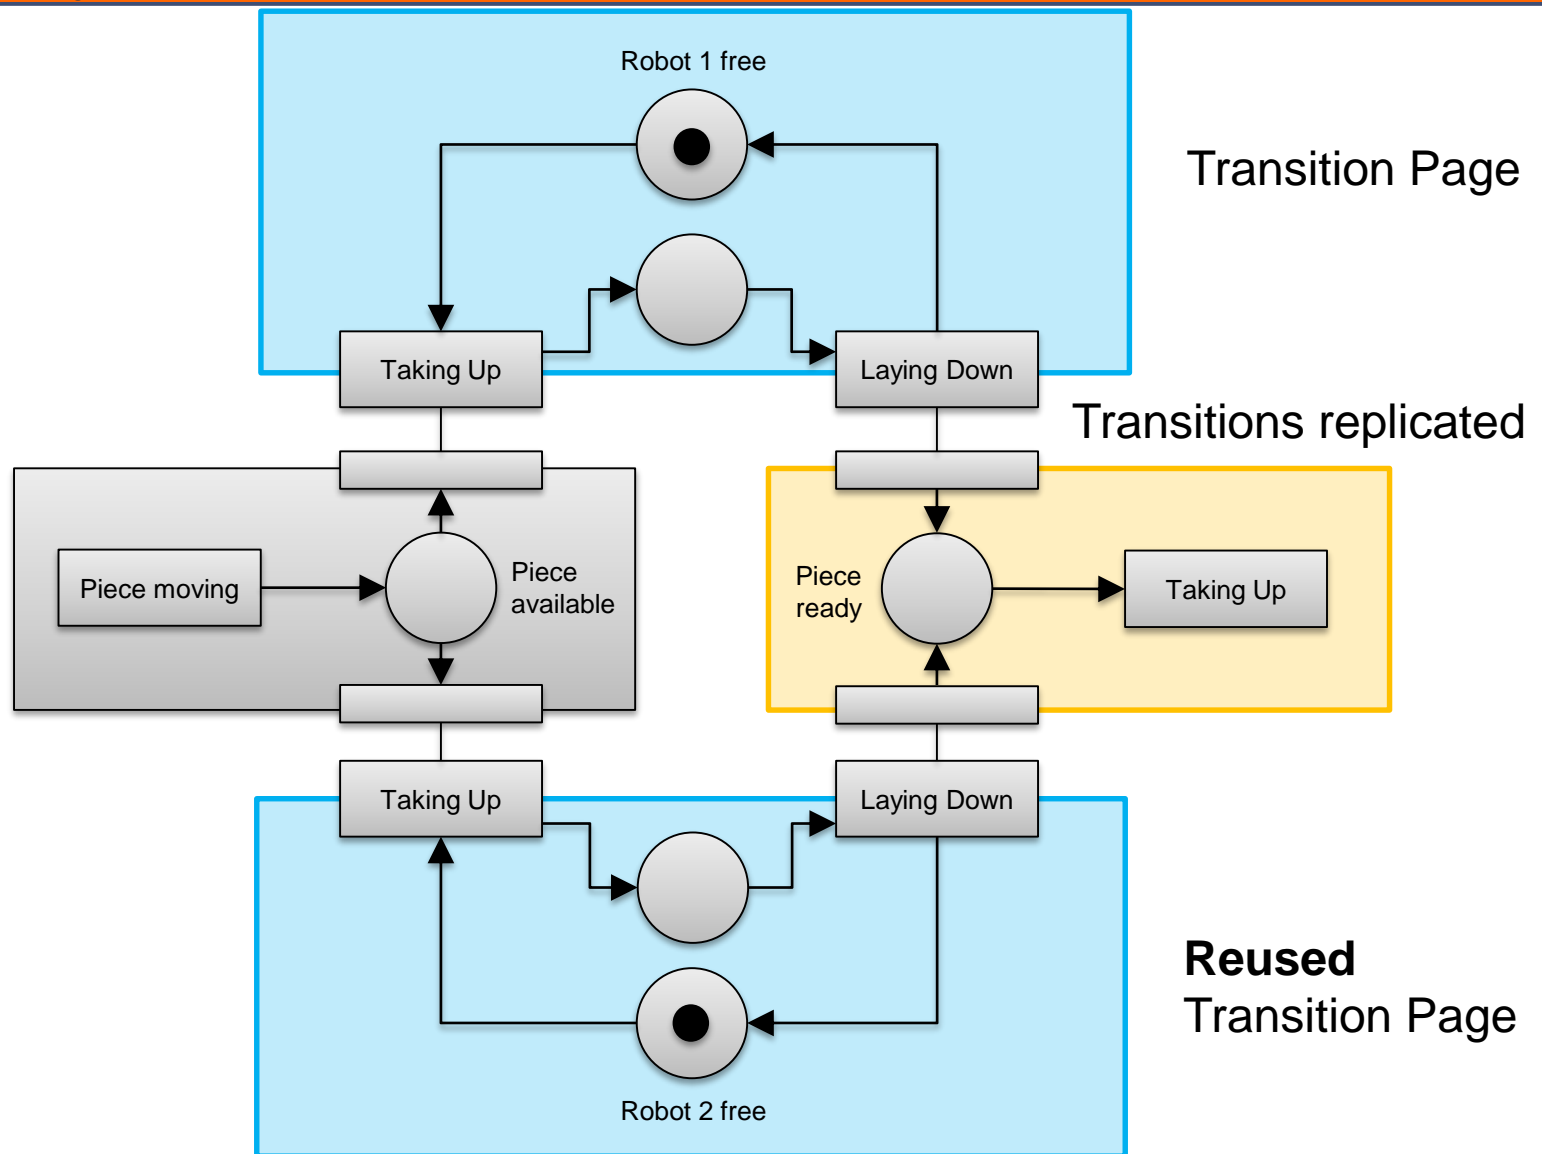 Robot 1 free
Transition Page
Taking Up
Laying Down
Transitions replicated
Piece moving
Piece
available
Piece
ready
Taking Up
Taking Up
Laying Down
Reused
Transition Page
Robot 2 free